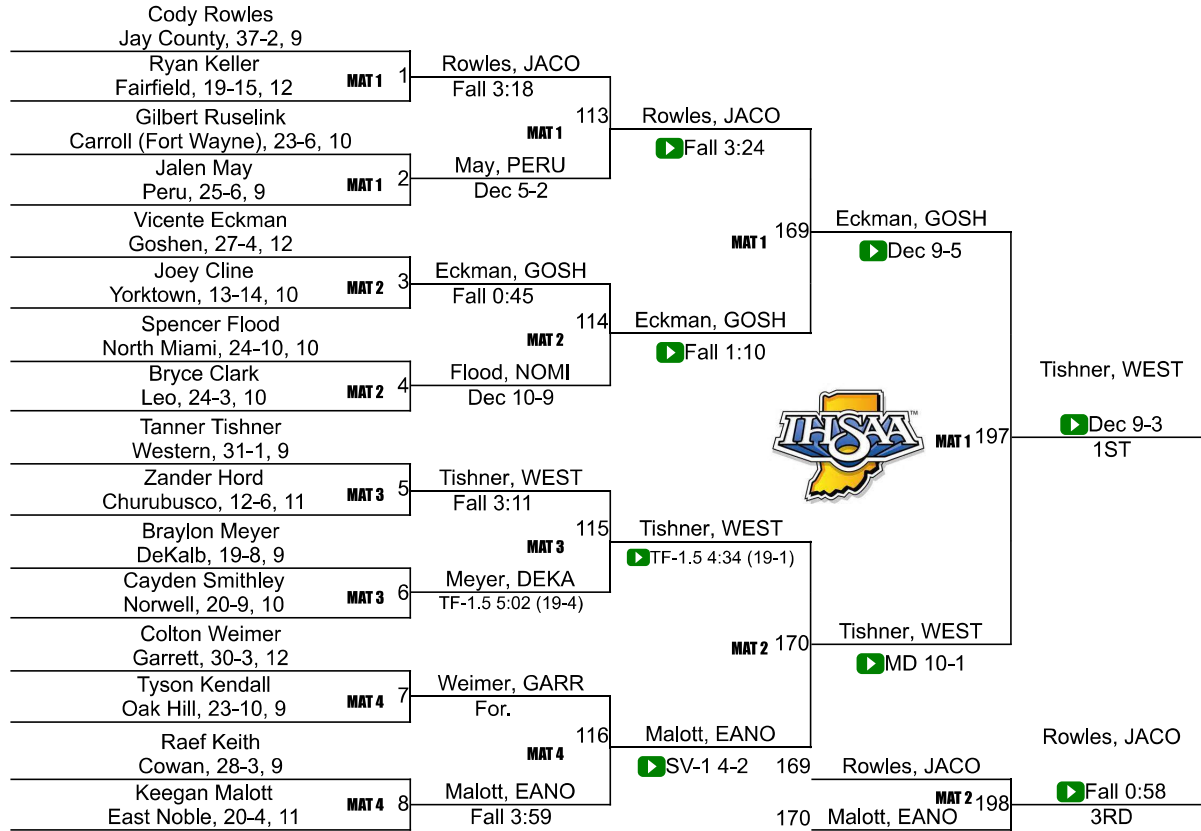 Cody Rowles
Jay County, 37-2, 9
Ryan Keller
Fairfield, 19-15, 12
MAT 1 1
Gilbert Ruselink
Carroll (Fort Wayne), 23-6, 10
Jalen May
Peru, 25-6, 9
MAT 1 2
Vicente Eckman
Goshen, 27-4, 12
Joey Cline
Yorktown, 13-14, 10
MAT 2 3
Spencer Flood
North Miami, 24-10, 10
Bryce Clark
Leo, 24-3, 10
MAT 2 4
Tanner Tishner
Western, 31-1, 9
Zander Hord
Churubusco, 12-6, 11
MAT 3 5
Braylon Meyer
DeKalb, 19-8, 9
Cayden Smithley
Norwell, 20-9, 10
MAT 3 6
Colton Weimer
Garrett, 30-3, 12
Tyson Kendall
Oak Hill, 23-10, 9
MAT 4 7
Raef Keith
Cowan, 28-3, 9
Keegan Malott
East Noble, 20-4, 11
MAT 4 8
Rowles, JACO
Fall 3:18
MAT 1 113
May, PERU
Dec 5-2
Eckman, GOSH
Fall 0:45
MAT 2 114
Flood, NOMI
Dec 10-9
Tishner, WEST
Fall 3:11
MAT 3 115
Meyer, DEKA
TF-1.5 5:02 (19-4)
Weimer, GARR
For.
MAT 4 116
Malott, EANO
Fall 3:59
Rowles, JACO
Fall 3:24
MAT 1 169
Eckman, GOSH
Fall 1:10
Tishner, WEST
TF-1.5 4:34 (19-1)
MAT 2 170
Malott, EANO
SV-1 4-2
Eckman, GOSH
Dec 9-5
IHSAA™
MAT 1 197
Tishner, WEST
MD 10-1
Tishner, WEST
Dec 9-3
1ST
169 Rowles, JACO
MAT 2 198
170 Malott, EANO
Rowles, JACO
Fall 0:58
3RD